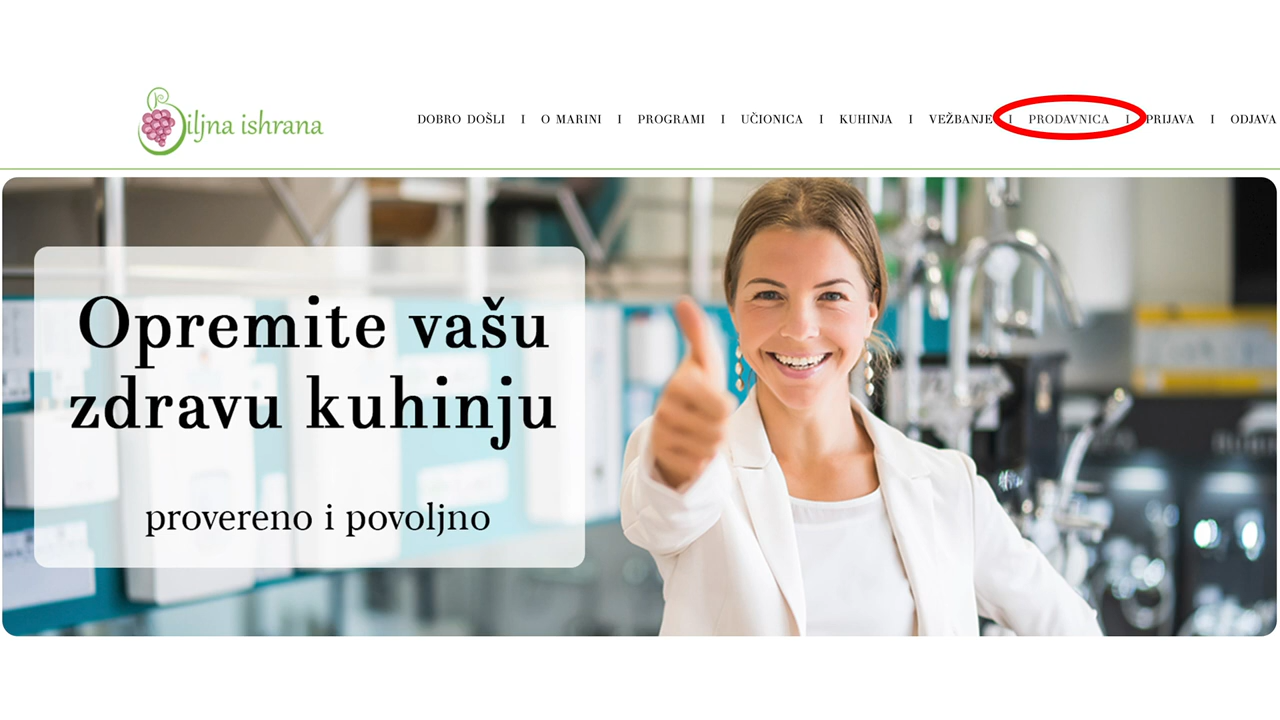 Biljna ishrana
DOBRO DOŠLI I O MARINI I PROGRAMI I UČIONICA I KUHINJA I VEŽBANJE I PRODAVNICA I PRIJAVA I ODJAVA
Opremite vašu
zdravu kuhinju
provereno i povoljno